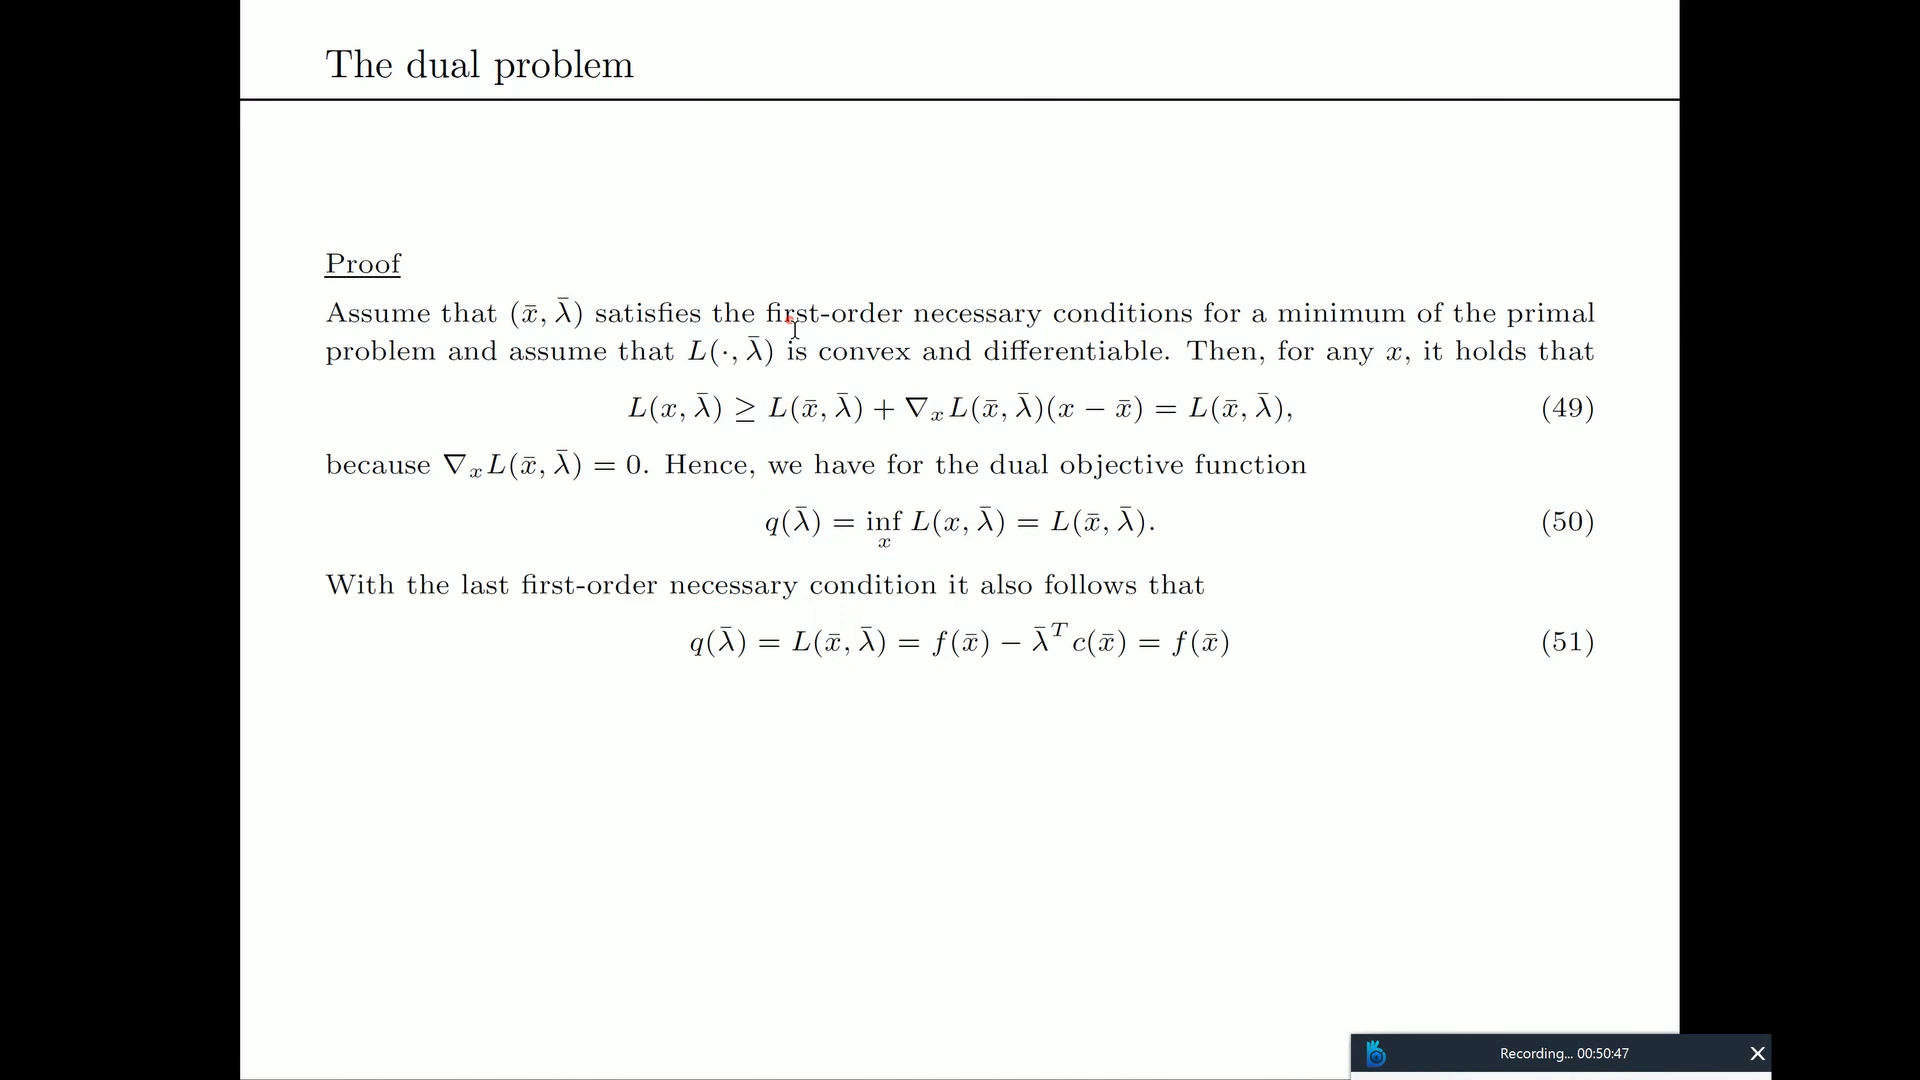 The dual problem
Proof
Assume that (x̄, λ̄) satisfies the first-order necessary conditions for a minimum of the primal
problem and assume that L(·, λ̄) is convex and differentiable. Then, for any x, it holds that
L(x, λ̄) ≥ L(x̄, λ̄) + ∇ₓL(x̄, λ̄)(x − x̄) = L(x̄, λ̄), (49)
because ∇ₓL(x̄, λ̄) = 0. Hence, we have for the dual objective function
q(λ̄) = inf_x L(x, λ̄) = L(x̄, λ̄). (50)
With the last first-order necessary condition it also follows that
q(λ̄) = L(x̄, λ̄) = f(x̄) − λ̄ᵀc(x̄) = f(x̄) (51)
Recording... 00:50:47